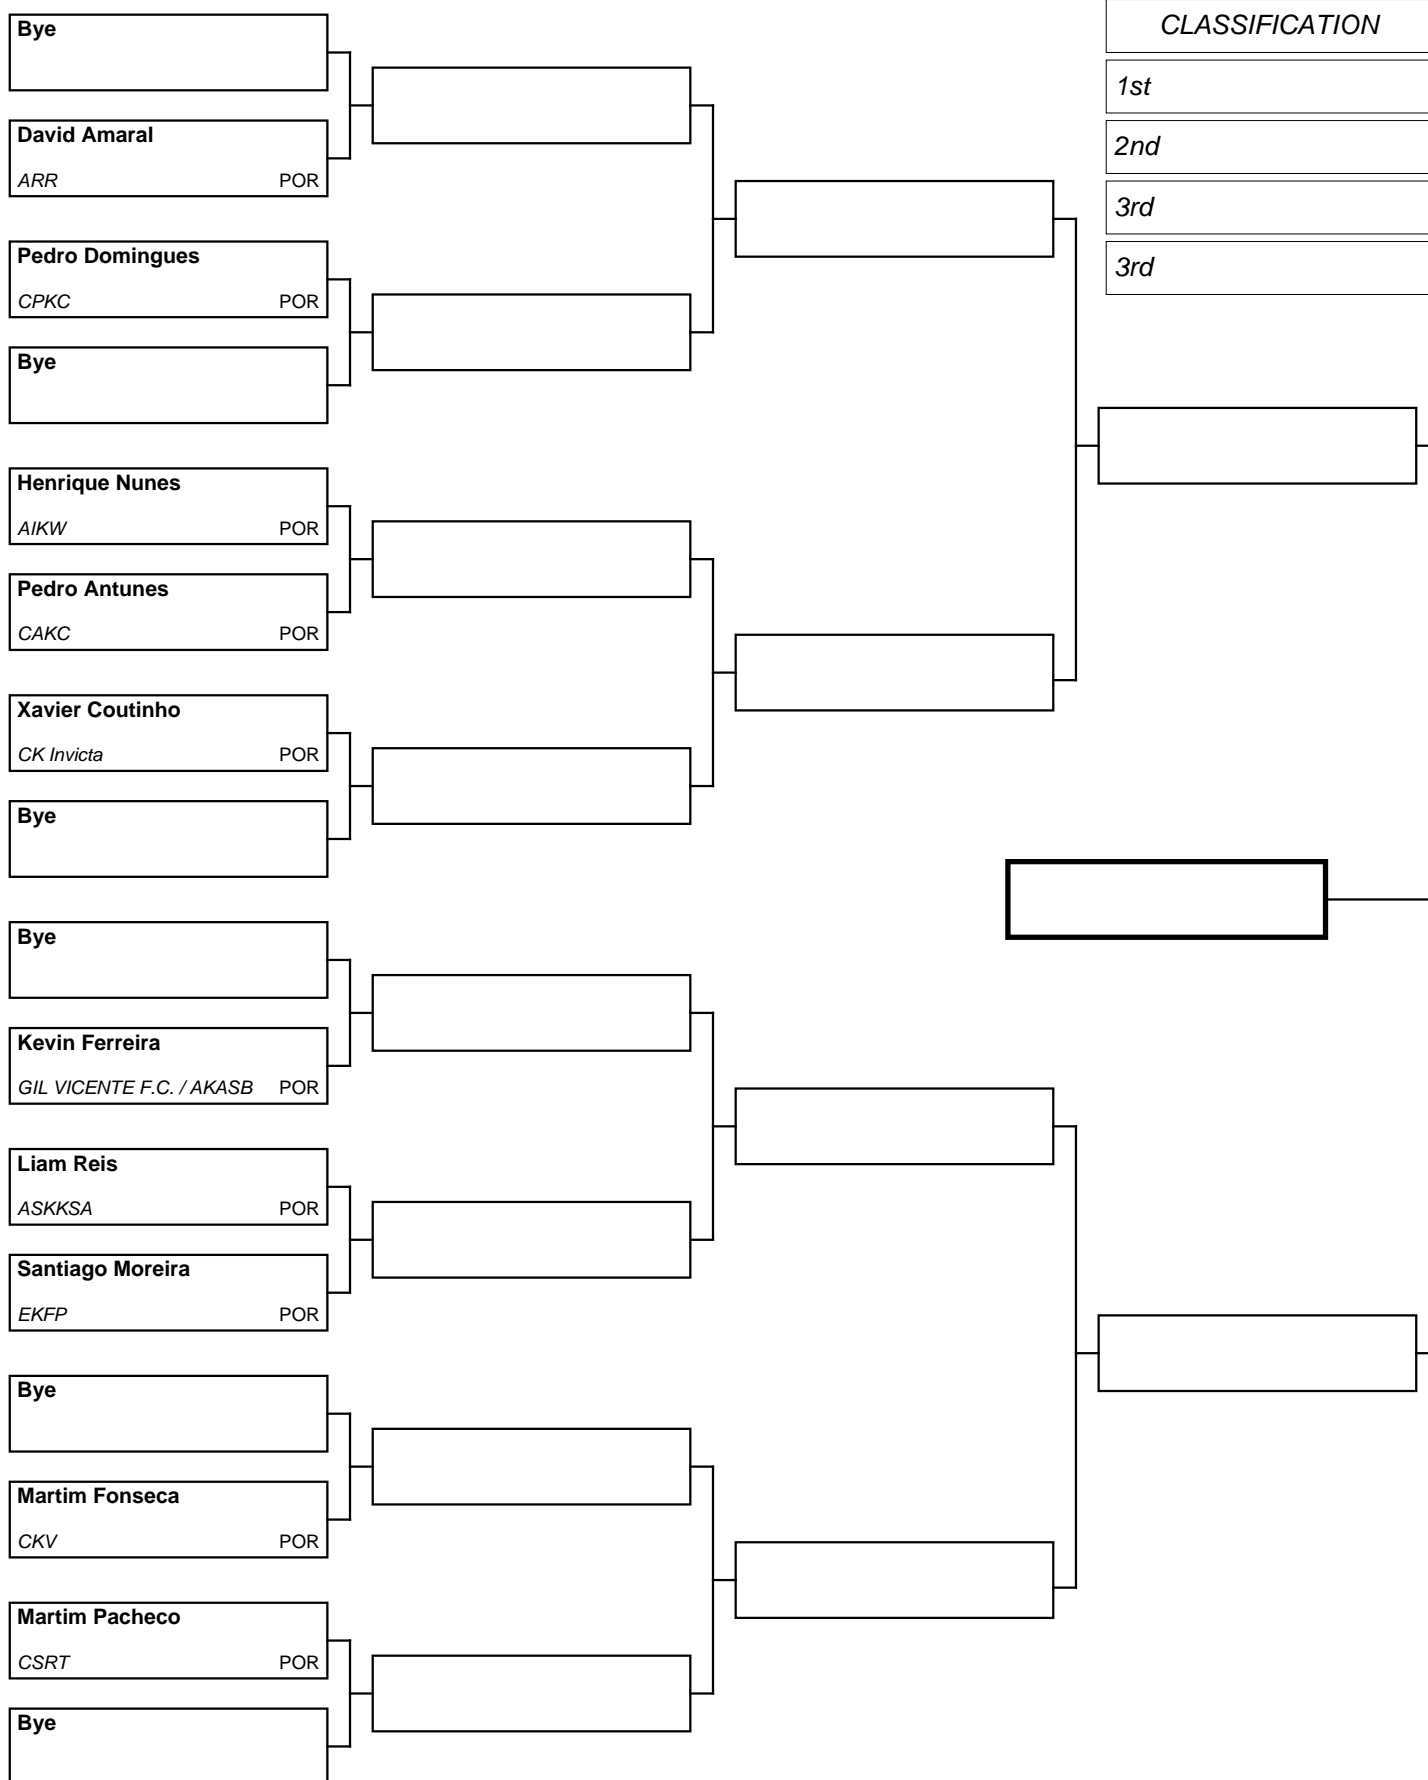 Bye
David Amaral
ARR POR
Pedro Domingues
CPKC POR
Bye
Henrique Nunes
AIKW POR
Pedro Antunes
CAKC POR
Xavier Coutinho
CK Invicta POR
Bye
Bye
Kevin Ferreira
GIL VICENTE F.C. / AKASB POR
Liam Reis
ASKKSA POR
Santiago Moreira
EKFP POR
Bye
Martim Fonseca
CKV POR
Martim Pacheco
CSRT POR
Bye
CLASSIFICATION
1st
2nd
3rd
3rd